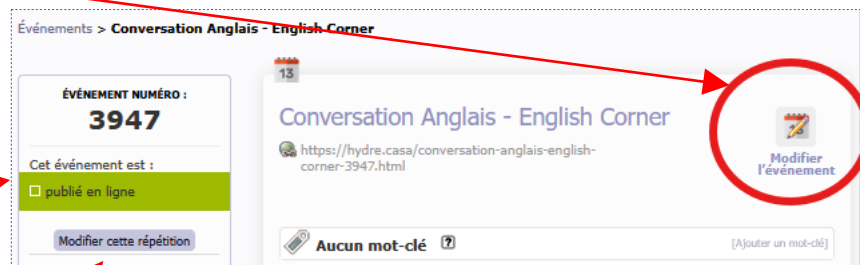 Événements > Conversation Anglais - English Corner
ÉVÉNEMENT NUMÉRO :
3947
Cet événement est :
publié en ligne
Modifier cette répétition
13
Conversation Anglais - English Corner
https://hydre.casa/conversation-anglais-english-
corner-3947.html
Modifier
l'événement
Aucun mot-clé ?
[Ajouter un mot-clé]